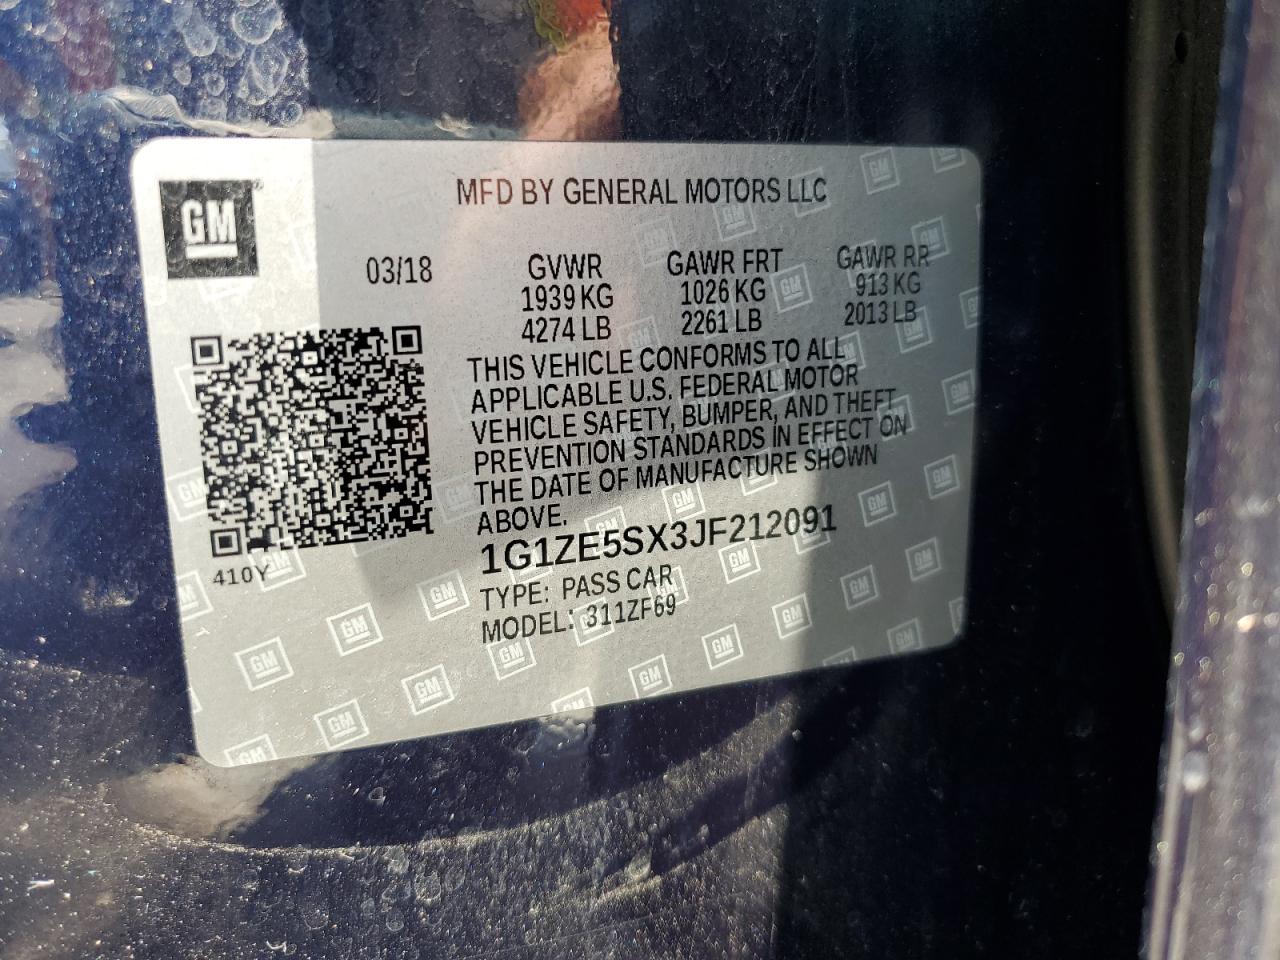 GM
MFD BY GENERAL MOTORS LLC
03/18
GVWR GAWR FRT GAWR RR
1939 KG 1026 KG 913 KG
4274 LB 2261 LB 2013 LB
THIS VEHICLE CONFORMS TO ALL
APPLICABLE U.S. FEDERAL MOTOR
VEHICLE SAFETY, BUMPER, AND THEFT
PREVENTION STANDARDS IN EFFECT ON
THE DATE OF MANUFACTURE SHOWN
ABOVE.
1G1ZE5SX3JF212091
410Y
TYPE: PASS CAR
MODEL: 311ZF69